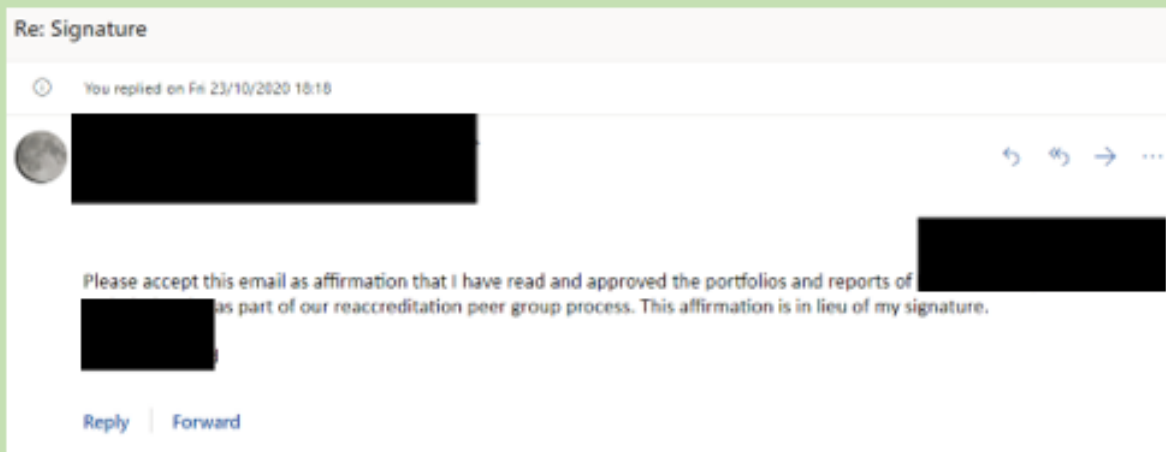 Re: Signature
You replied on Fri 23/10/2020 18:18
Please accept this email as affirmation that I have read and approved the portfolios and reports of
as part of our reaccreditation peer group process. This affirmation is in lieu of my signature.
Reply Forward